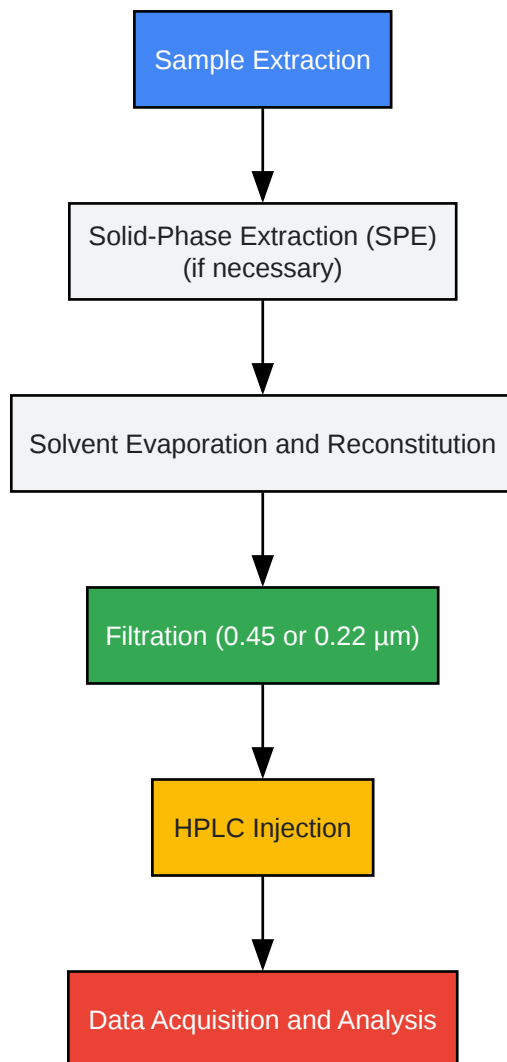 Sample Extraction
Solid-Phase Extraction (SPE)
(if necessary)
Solvent Evaporation and Reconstitution
Filtration (0.45 or 0.22 µm)
HPLC Injection
Data Acquisition and Analysis